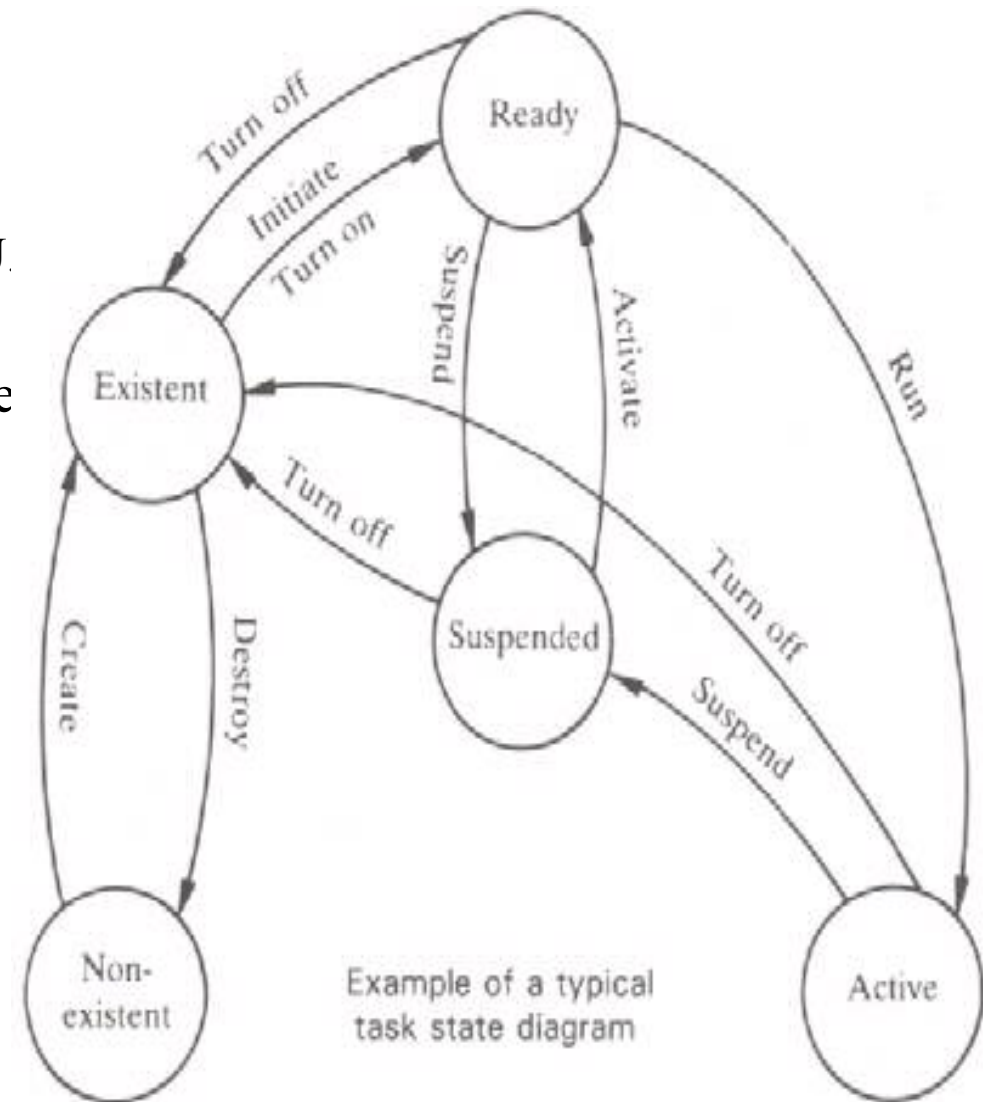 Ready
Turn off
Initiate
Turn on
Suspend
Activate
Run
Existent
Turn off
Turn off
Suspended
Suspend
Create
Destroy
Non-
existent
Example of a typical
task state diagram
Active
e